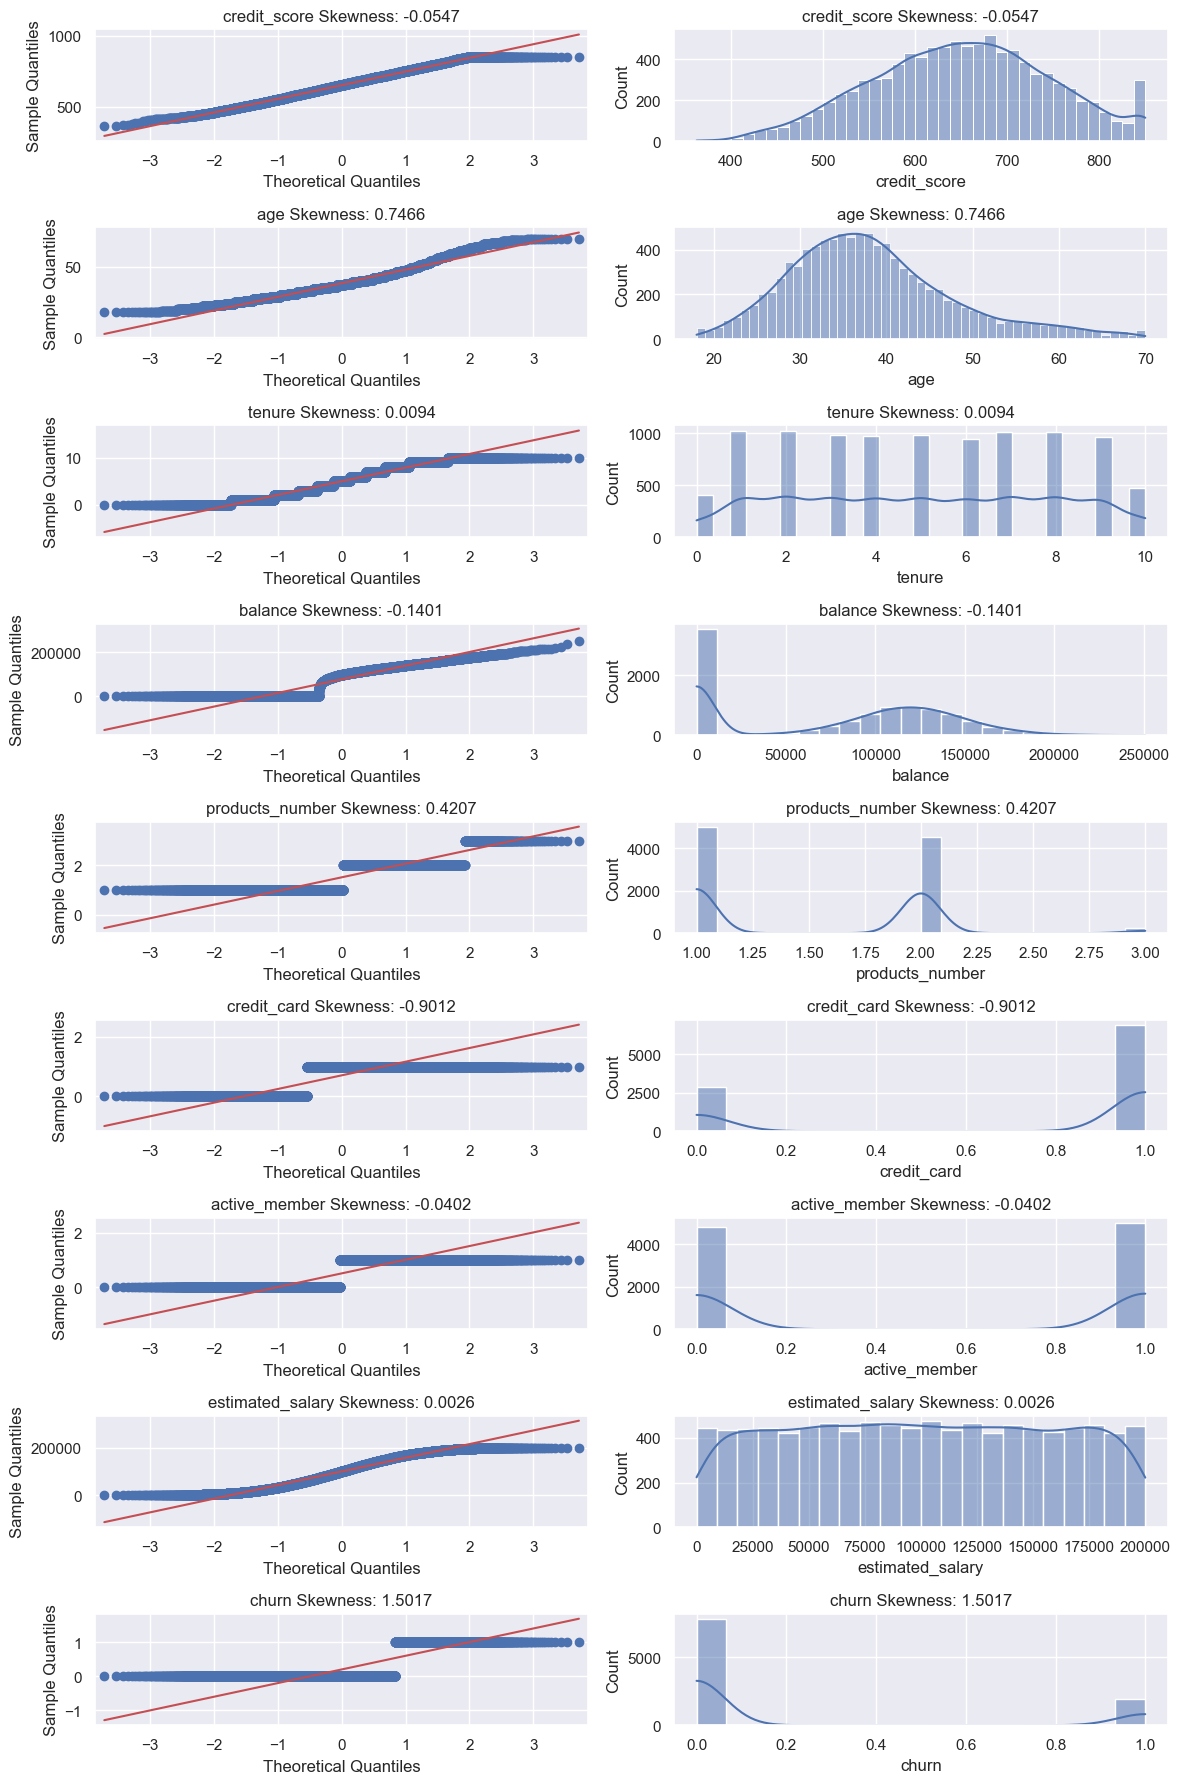 credit_score Skewness: -0.0547
Sample Quantiles
1000
500
−3 −2 −1 0 1 2 3
Theoretical Quantiles
credit_score Skewness: -0.0547
Count
400
200
0
400 500 600 700 800
credit_score
age Skewness: 0.7466
Sample Quantiles
50
0
−3 −2 −1 0 1 2 3
Theoretical Quantiles
age Skewness: 0.7466
Count
400
200
0
20 30 40 50 60 70
age
tenure Skewness: 0.0094
Sample Quantiles
10
0
−3 −2 −1 0 1 2 3
Theoretical Quantiles
tenure Skewness: 0.0094
Count
1000
500
0
0 2 4 6 8 10
tenure
balance Skewness: -0.1401
Sample Quantiles
200000
0
−3 −2 −1 0 1 2 3
Theoretical Quantiles
balance Skewness: -0.1401
Count
2000
0
0 50000 100000 150000 200000 250000
balance
products_number Skewness: 0.4207
Sample Quantiles
2
0
−3 −2 −1 0 1 2 3
Theoretical Quantiles
products_number Skewness: 0.4207
Count
4000
2000
0
1.00 1.25 1.50 1.75 2.00 2.25 2.50 2.75 3.00
products_number
credit_card Skewness: -0.9012
Sample Quantiles
2
0
−3 −2 −1 0 1 2 3
Theoretical Quantiles
credit_card Skewness: -0.9012
Count
5000
2500
0
0.0 0.2 0.4 0.6 0.8 1.0
credit_card
active_member Skewness: -0.0402
Sample Quantiles
2
0
−3 −2 −1 0 1 2 3
Theoretical Quantiles
active_member Skewness: -0.0402
Count
4000
2000
0
0.0 0.2 0.4 0.6 0.8 1.0
active_member
estimated_salary Skewness: 0.0026
Sample Quantiles
200000
0
−3 −2 −1 0 1 2 3
Theoretical Quantiles
estimated_salary Skewness: 0.0026
Count
400
200
0
0 25000 50000 75000 100000 125000 150000 175000 200000
estimated_salary
churn Skewness: 1.5017
Sample Quantiles
1
0
−1
−3 −2 −1 0 1 2 3
Theoretical Quantiles
churn Skewness: 1.5017
Count
5000
0
0.0 0.2 0.4 0.6 0.8 1.0
churn